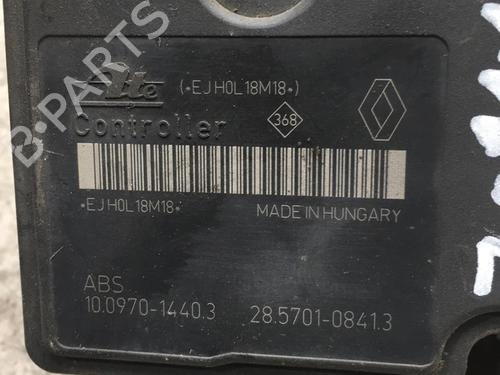 B-PARTS
Ate (*EJH0L18M18*)
Controller 368
*EJH0L18M18*
MADE IN HUNGARY
ABS
10.0970-1440.3 28.5701-0841.3